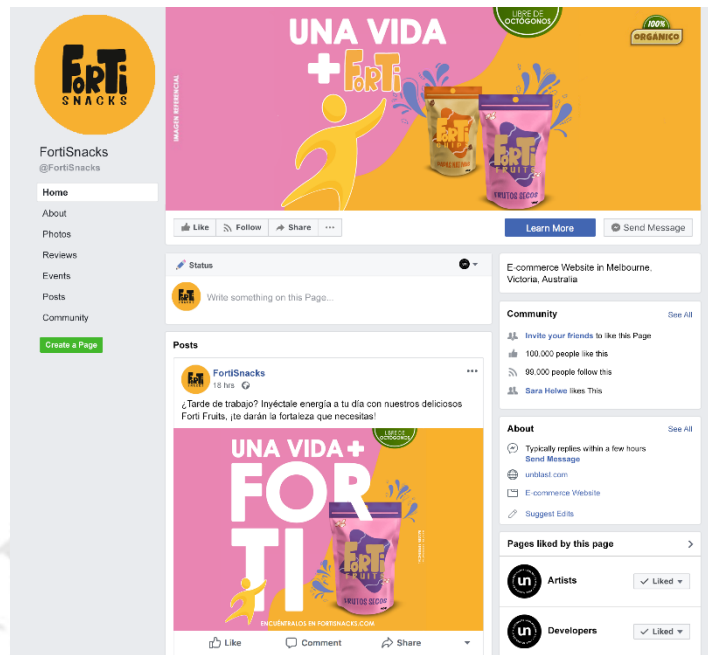 FORTI
SNACKS
FortiSnacks
@FortiSnacks
Home
About
Photos
Reviews
Events
Posts
Community
Create a Page
UNA VIDA
+FORTI
LIBRE DE
OCTÓGONOS
100%
ORGÁNICO
IMAGEN REFERENCIAL
FORTI
FORTI
FRUITS
FRUTOS SECOS
Like
Follow
Share
Learn More
Send Message
Status
Write something on this Page...
Posts
FortiSnacks
18 hrs
¿Tarde de trabajo? Inyéctale energía a tu día con nuestros deliciosos
Forti Fruits, ¡te darán la fortaleza que necesitas!
LIBRE DE
OCTÓGONOS
UNA VIDA+
FOR
TI
FORTI
FRUITS
FRUTOS SECOS
ENCUÉNTRALOS EN FORTISNACKS.COM
Like
Comment
Share
E-commerce Website in Melbourne,
Victoria, Australia
Community
See All
Invite your friends to like this Page
100,000 people like this
99,000 people follow this
Sara Holwe likes This
About
See All
Typically replies within a few hours
Send Message
unblast.com
E-commerce Website
Suggest Edits
Pages liked by this page
un
Artists
Liked
un
Developers
Liked